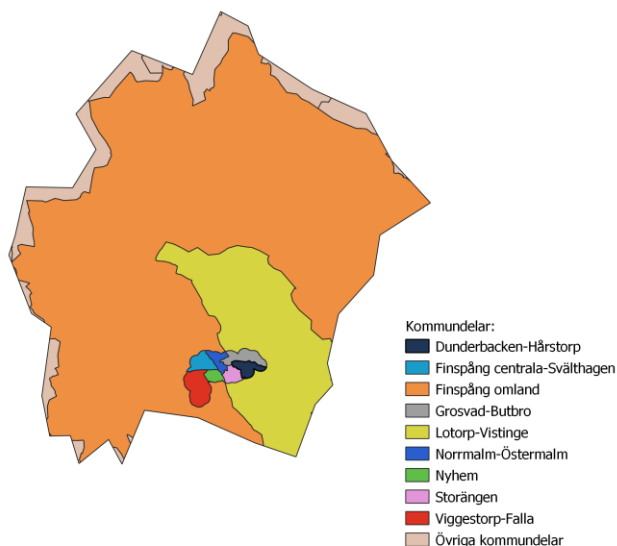 Kommundelar:
Dunderbacken-Hårstorp
Finspång centrala-Svälthagen
Finspång omland
Grosvad-Butbro
Lotorp-Vistinge
Norrmalm-Östermalm
Nyhem
Storängen
Viggestorp-Falla
Övriga kommundelar